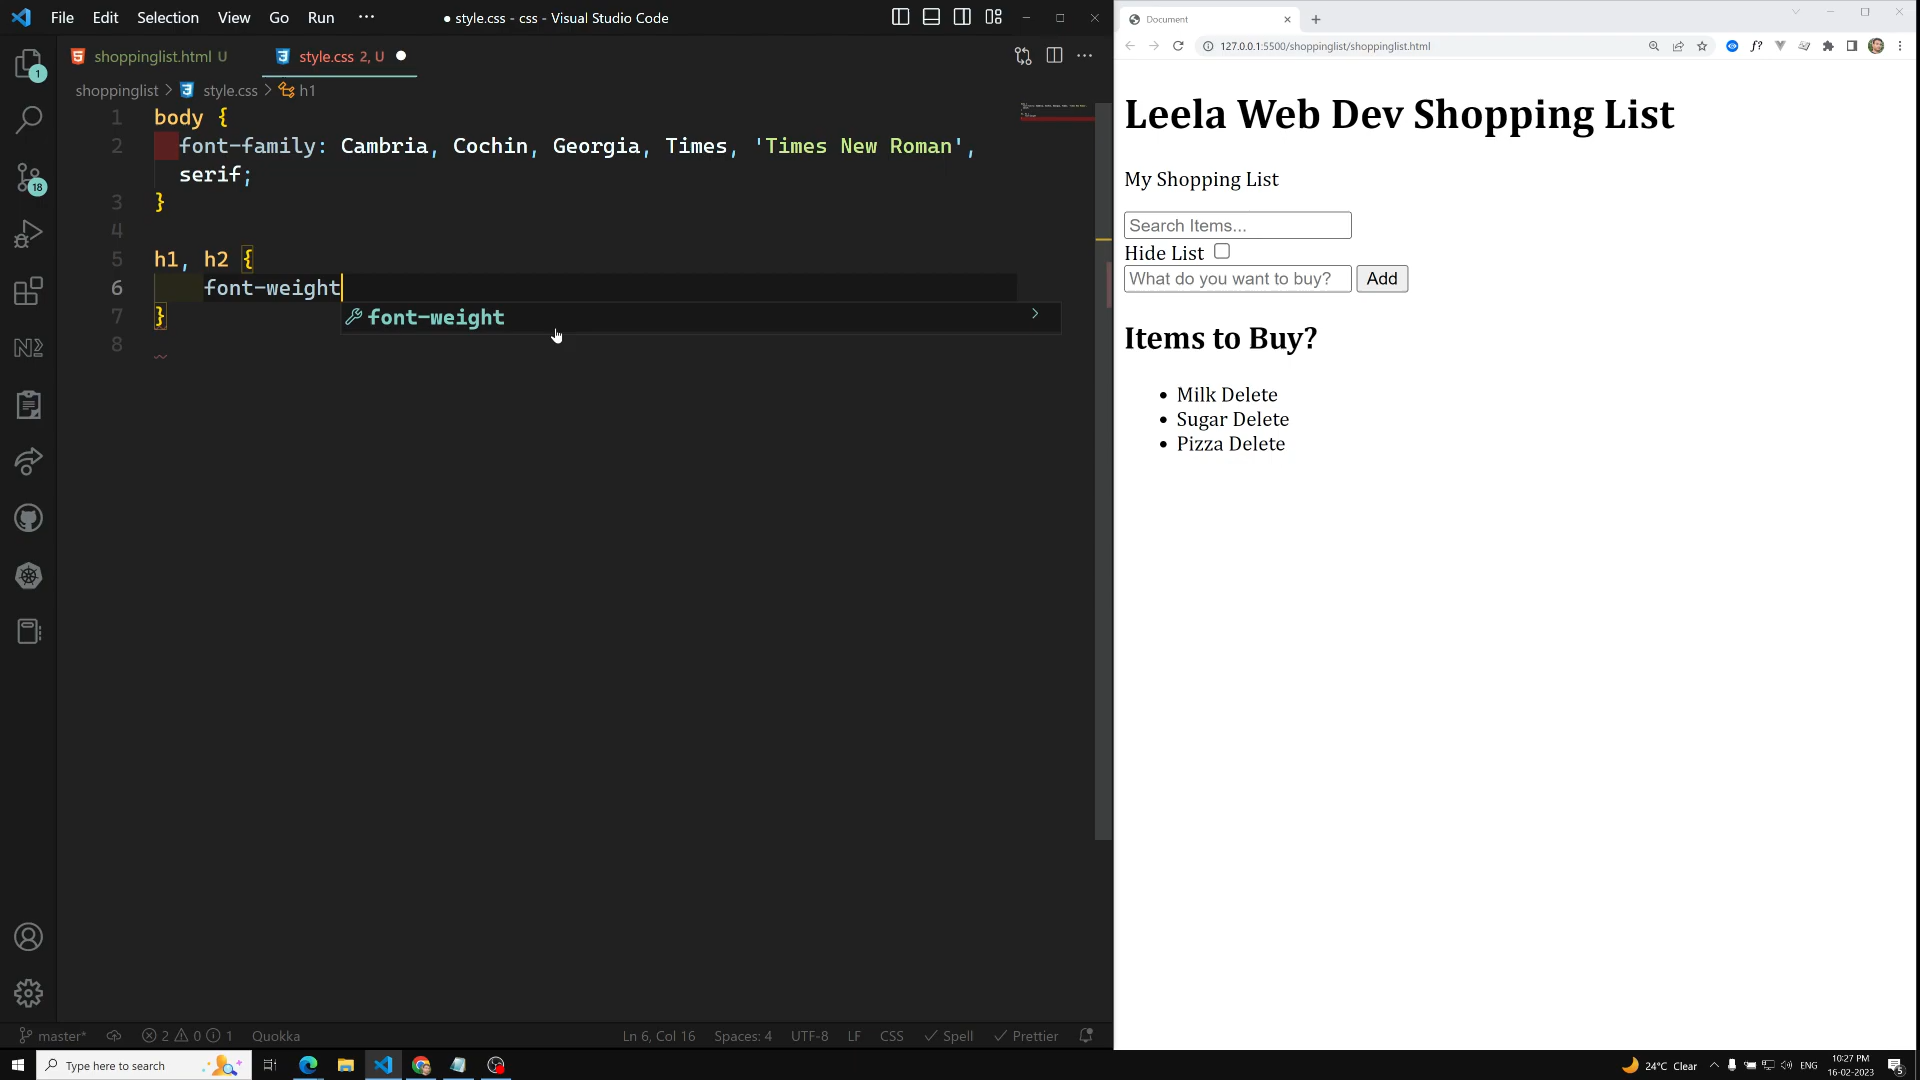 File Edit Selection View Go Run ··· ● style.css - css - Visual Studio Code
shoppinglist.html U style.css 2, U ●
shoppinglist > style.css > h1
1 body {
2 font-family: Cambria, Cochin, Georgia, Times, 'Times New Roman',
serif;
3 }
4
5 h1, h2 {
6 font-weight
7 }
font-weight
8
1
18
master* 2 0 1 Quokka Ln 6, Col 16 Spaces: 4 UTF-8 LF CSS Spell Prettier
Document
127.0.0.1:5500/shoppinglist/shoppinglist.html
f?
Leela Web Dev Shopping List
My Shopping List
Search Items...
Hide List
What do you want to buy? Add
Items to Buy?
• Milk Delete
• Sugar Delete
• Pizza Delete
Type here to search
24°C Clear ENG 10:27 PM
16-02-2023
5